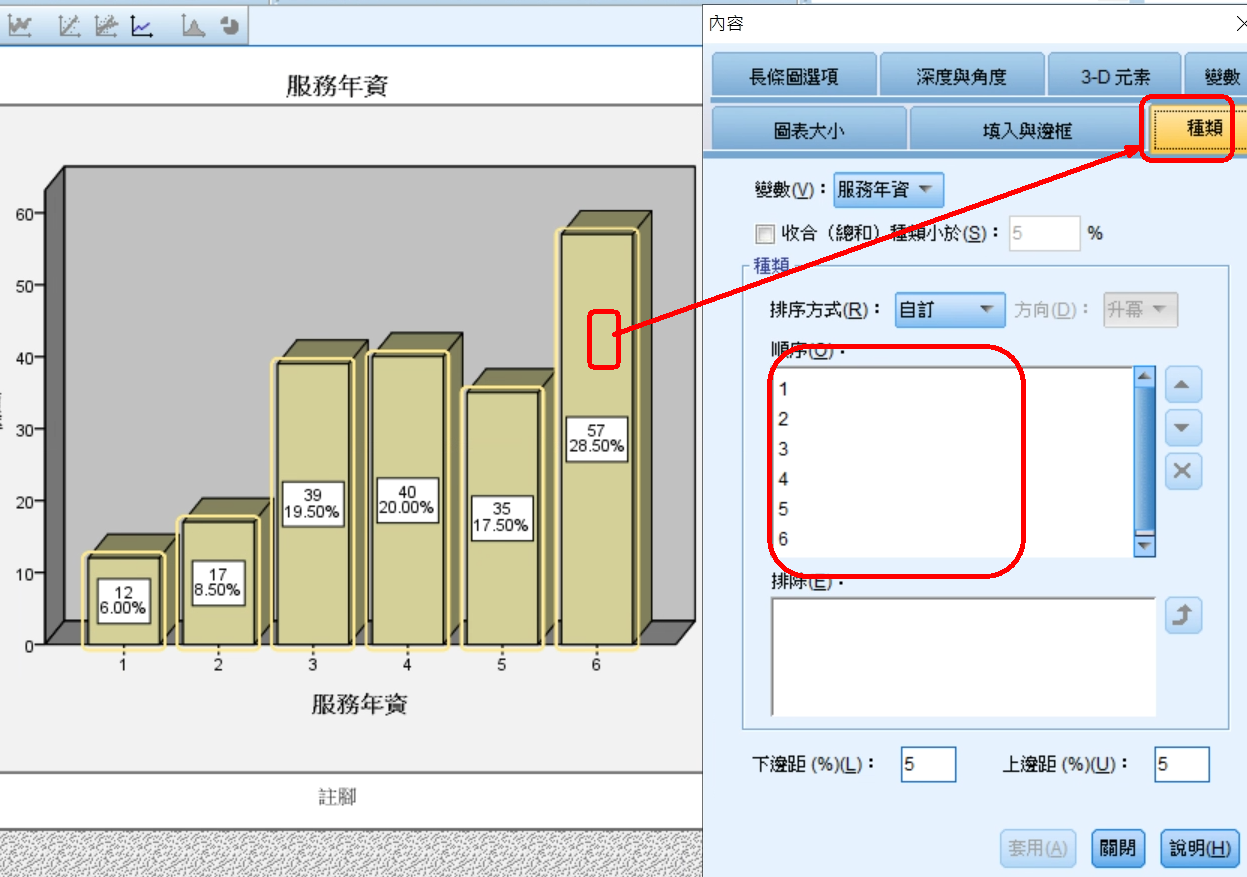 內容
長條圖選項 深度與角度 3-D 元素 變數
圖表大小 填入與邊框 種類
服務年資
60
50
40
30
20
10
0
12
6.00%
17
8.50%
39
19.50%
40
20.00%
35
17.50%
57
28.50%
1 2 3 4 5 6
服務年資
註腳
變數(V)： 服務年資
收合（總和）種類小於(S)： 5 %
種類
排序方式(R)： 自訂 方向(D)： 升冪
順序(O)：
1
2
3
4
5
6
排除(E)：
下邊距 (%)(L)： 5 上邊距 (%)(U)： 5
套用(A) 關閉 說明(H)